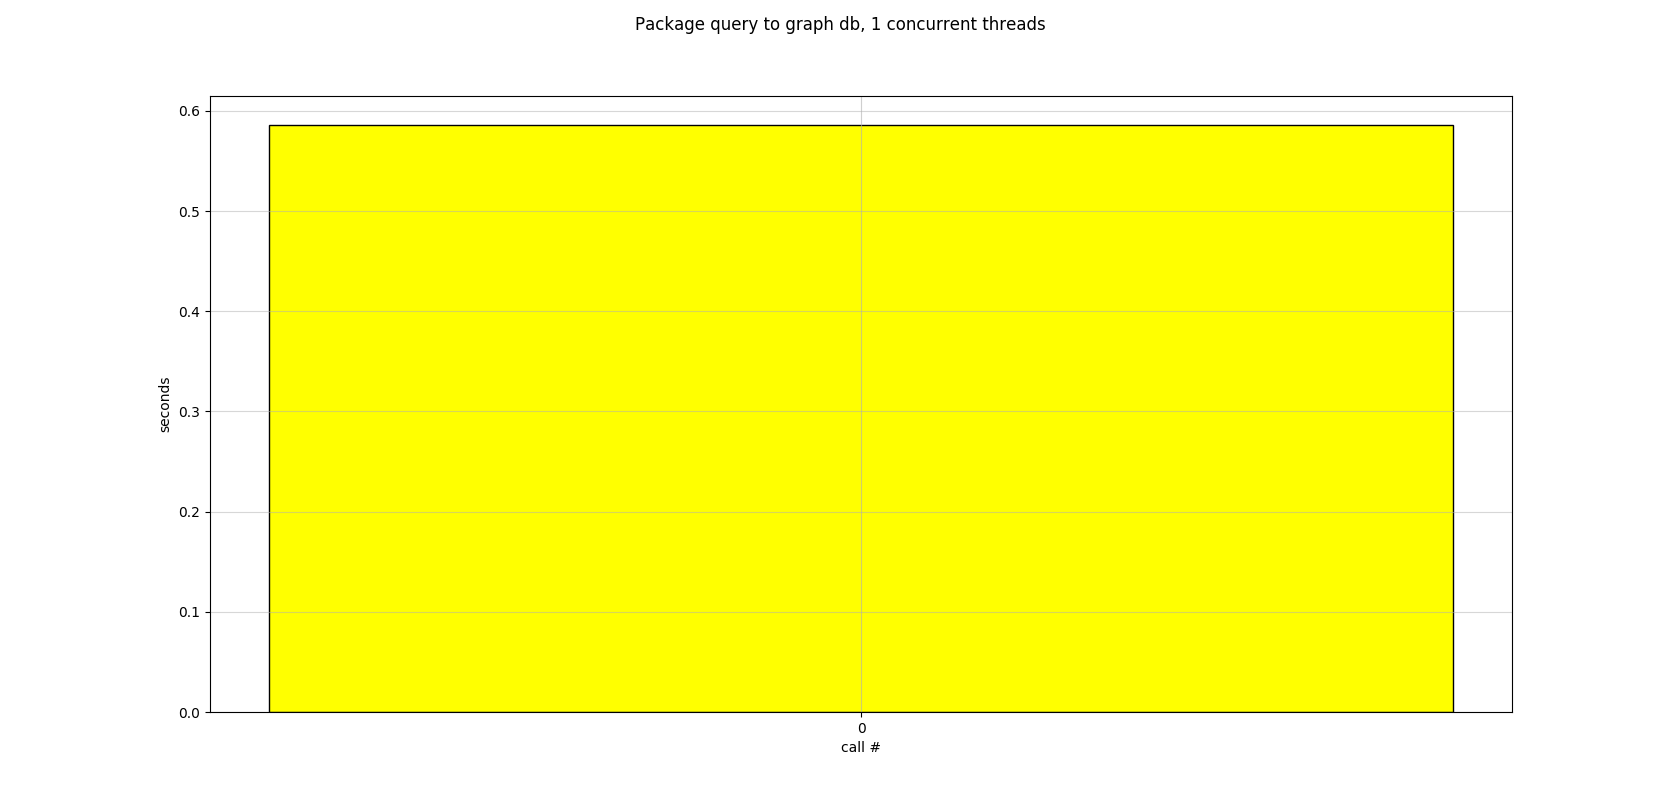 Package query to graph db, 1 concurrent threads
0.6
0.5
0.4
0.3
0.2
0.1
0.0
seconds
0
call #